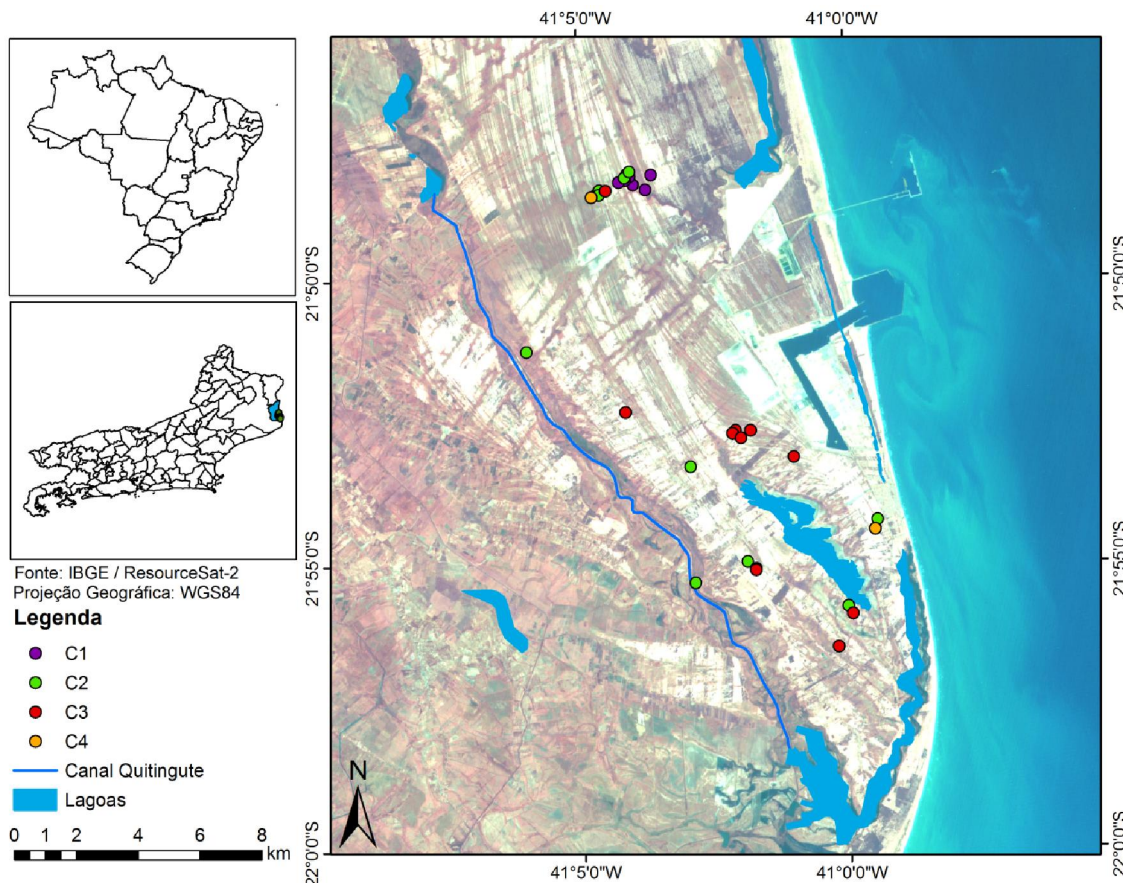 41°5'0"W
41°0'0"W
21°50'0"S
21°50'0"S
21°55'0"S
21°55'0"S
22°0'0"S
22°0'0"S
41°5'0"W
41°0'0"W
Fonte: IBGE / ResourceSat-2
Projeção Geográfica: WGS84
Legenda
C1
C2
C3
C4
Canal Quitingute
Lagoas
0 1 2 4 6 8
km
N